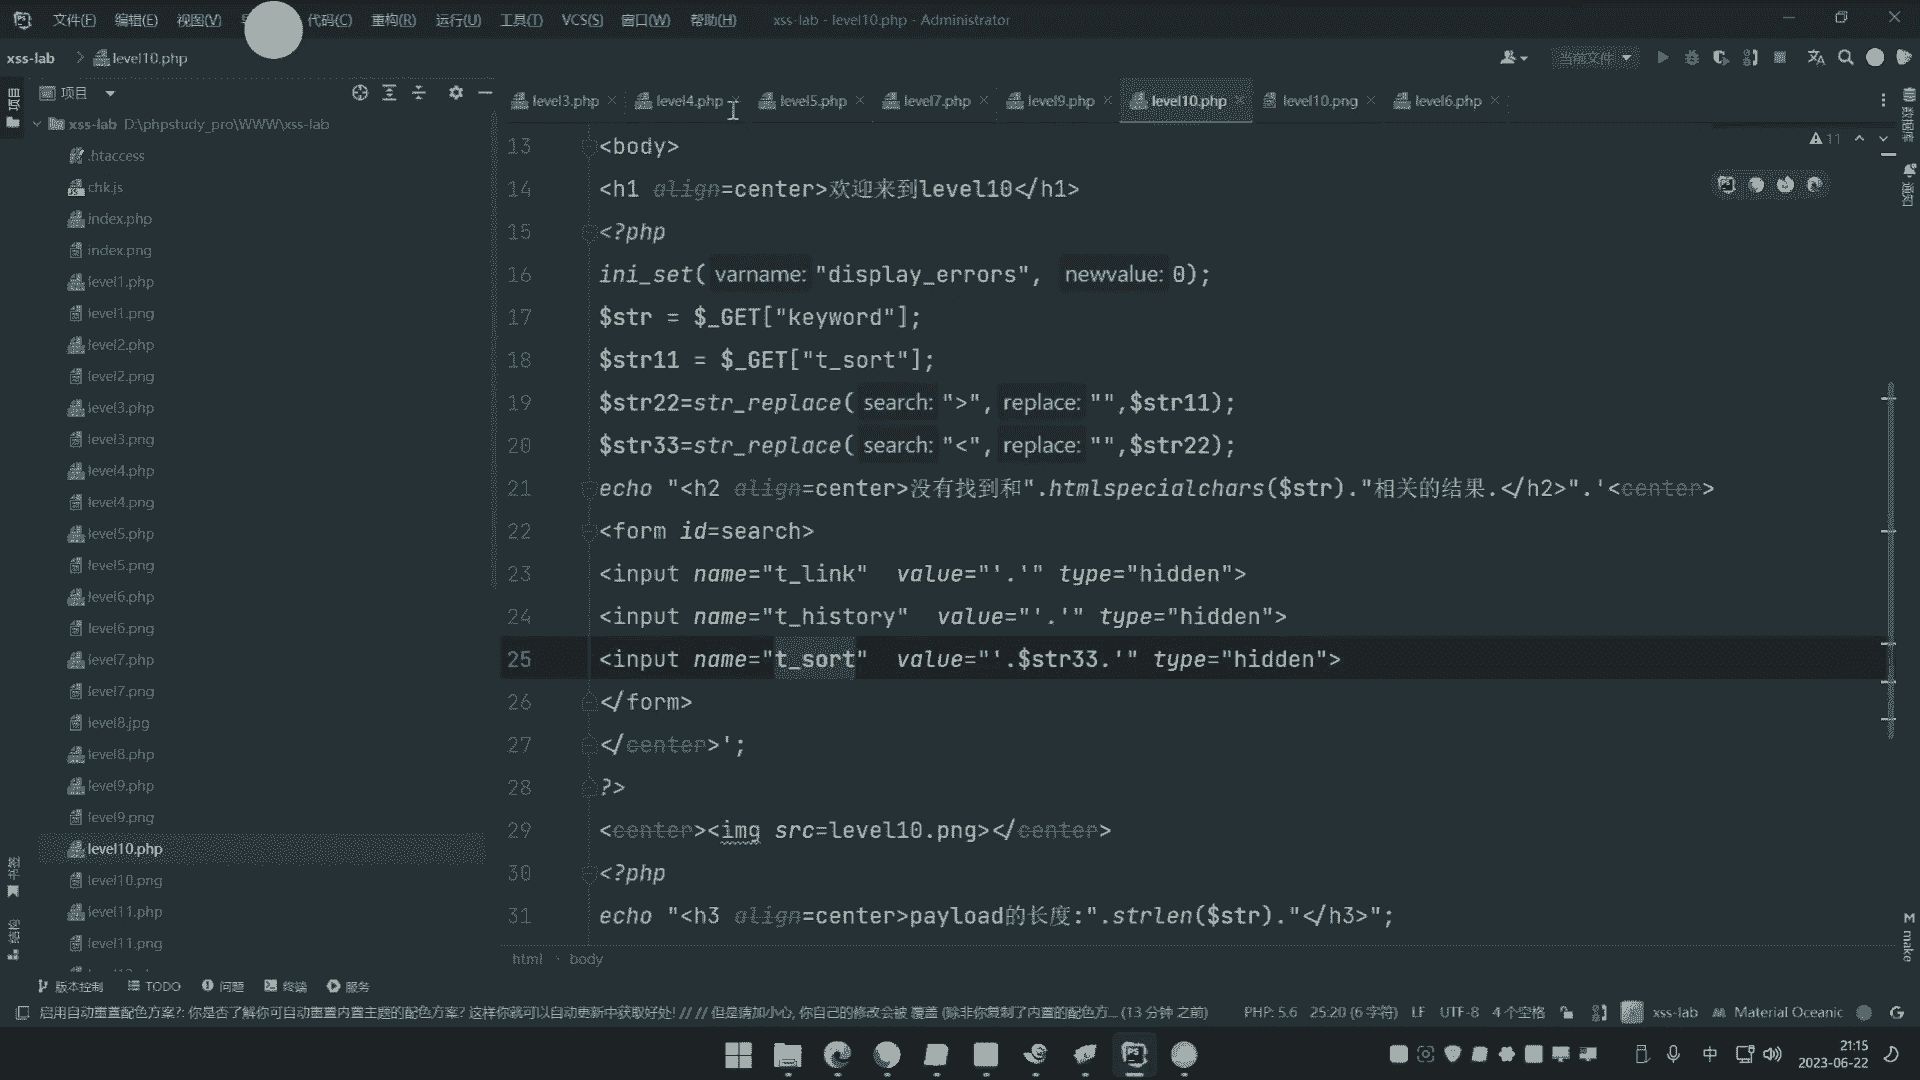 文件(F) 编辑(E) 视图(V) 代码(C) 重构(R) 运行(U) 工具(T) VCS(S) 窗口(W) 帮助(H) xss-lab - level10.php - Administrator
xss-lab level10.php 当前文件
项目 level3.php level4.php level5.php level7.php level9.php level10.php level10.png level6.php
xss-lab D:\phpstudy_pro\WWW\xss-lab
.htaccess
chk.js
index.php
index.png
level1.php
level1.png
level2.php
level2.png
level3.php
level3.png
level4.php
level4.png
level5.php
level5.png
level6.php
level6.png
level7.php
level7.png
level8.jpg
level8.php
level9.php
level9.png
level10.php
level10.png
level11.php
level11.png
11
13 <body>
14 <h1 align=center>欢迎来到level10</h1>
15 <?php
16 ini_set( varname: "display_errors", newvalue: 0);
17 $str = $_GET["keyword"];
18 $str11 = $_GET["t_sort"];
19 $str22=str_replace( search: ">", replace: "",$str11);
20 $str33=str_replace( search: "<", replace: "",$str22);
21 echo "<h2 align=center>没有找到和".htmlspecialchars($str)."相关的结果.</h2>".'<center>
22 <form id=search>
23 <input name="t_link"  value="'.'" type="hidden">
24 <input name="t_history"  value="'.'" type="hidden">
25 <input name="t_sort"  value="'.$str33.'" type="hidden">
26 </form>
27 </center>';
28 ?>
29 <center><img src=level10.png></center>
30 <?php
31 echo "<h3 align=center>payload的长度:".strlen($str)."</h3>";
html body
项目
书签
结构
数据库
通知
make
版本控制 TODO 问题 终端 服务
启用自动重置配色方案?: 你是否了解你可自动重置内置主题的配色方案? 这样你就可以自动更新中获取好处! // // 但是请加小心, 你自己的修改会被 覆盖 (除非你复制了内置的配色方... (13 分钟 之前) PHP: 5.6 25:20 (6 字符) LF UTF-8 4 个空格 xss-lab Material Oceanic
中 21:15
2023-06-22